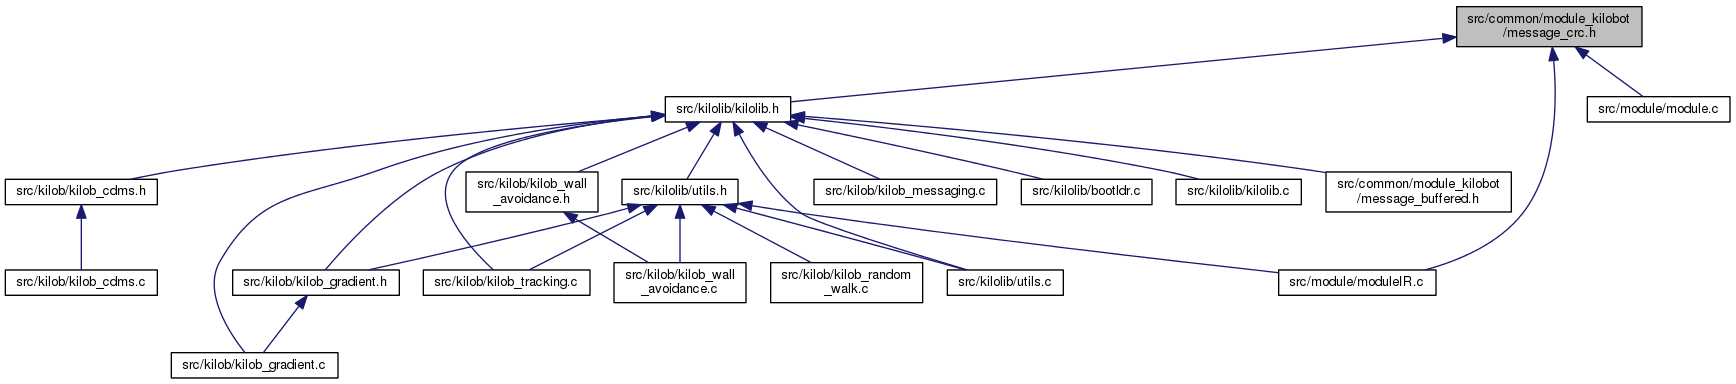 src/common/module_kilobot
/message_crc.h
src/kilolib/kilolib.h
src/module/module.c
src/kilob/kilob_cdms.h
src/kilob/kilob_wall
_avoidance.h
src/kilolib/utils.h
src/kilob/kilob_messaging.c
src/kilolib/bootldr.c
src/kilolib/kilolib.c
src/common/module_kilobot
/message_buffered.h
src/kilob/kilob_cdms.c
src/kilob/kilob_gradient.h
src/kilob/kilob_tracking.c
src/kilob/kilob_wall
_avoidance.c
src/kilob/kilob_random
_walk.c
src/kilolib/utils.c
src/module/moduleIR.c
src/kilob/kilob_gradient.c